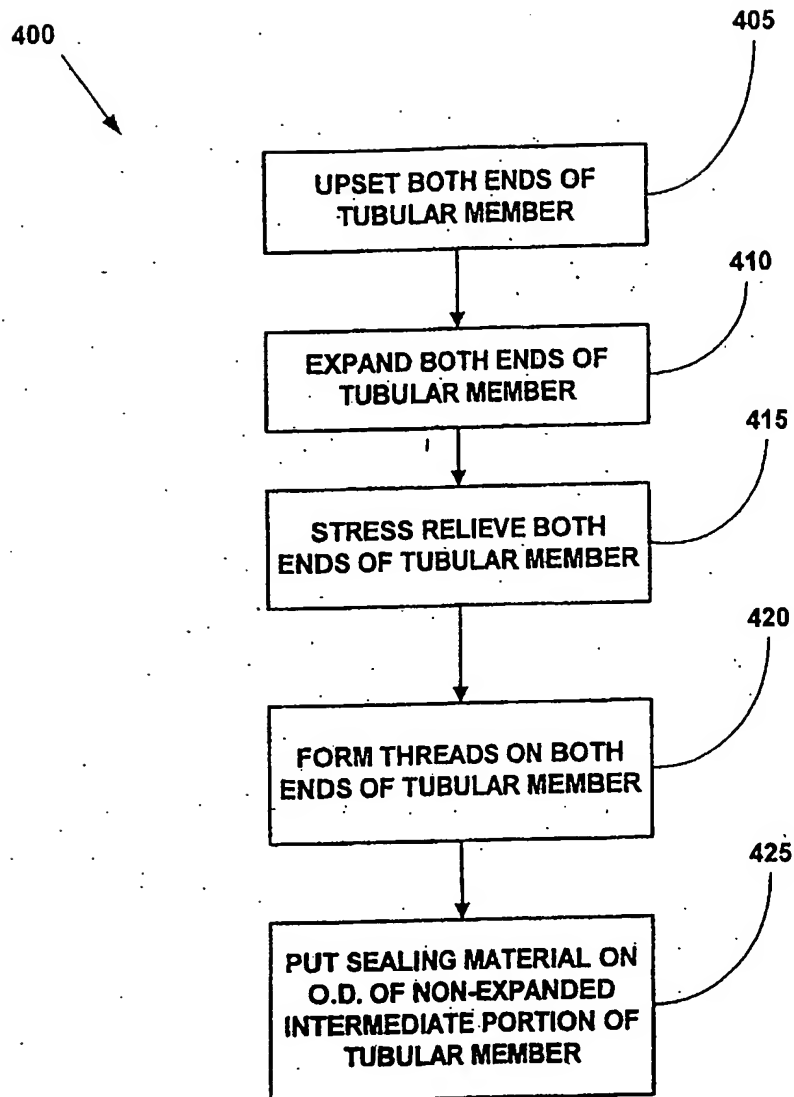 400
405
UPSET BOTH ENDS OF
TUBULAR MEMBER
410
EXPAND BOTH ENDS OF
TUBULAR MEMBER
415
STRESS RELIEVE BOTH
ENDS OF TUBULAR MEMBER
420
FORM THREADS ON BOTH
ENDS OF TUBULAR MEMBER
425
PUT SEALING MATERIAL ON
O.D. OF NON-EXPANDED
INTERMEDIATE PORTION OF
TUBULAR MEMBER